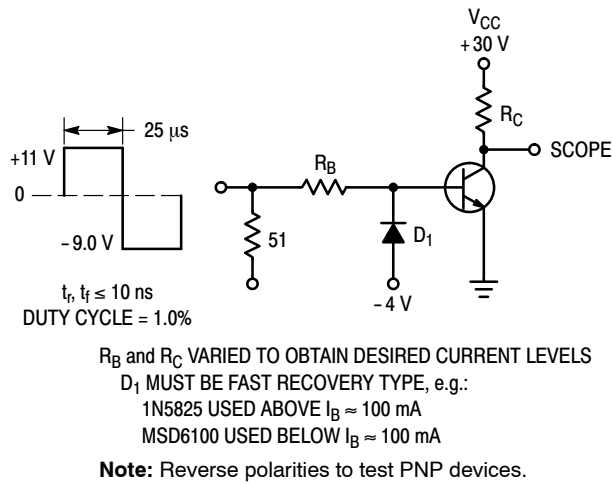 V_CC
+30 V
R_C
SCOPE
25 µs
+11 V
0
−9.0 V
R_B
51
D_1
−4 V
t_r, t_f ≤ 10 ns
DUTY CYCLE = 1.0%
R_B and R_C VARIED TO OBTAIN DESIRED CURRENT LEVELS
D_1 MUST BE FAST RECOVERY TYPE, e.g.:
1N5825 USED ABOVE I_B ≈ 100 mA
MSD6100 USED BELOW I_B ≈ 100 mA
Note: Reverse polarities to test PNP devices.